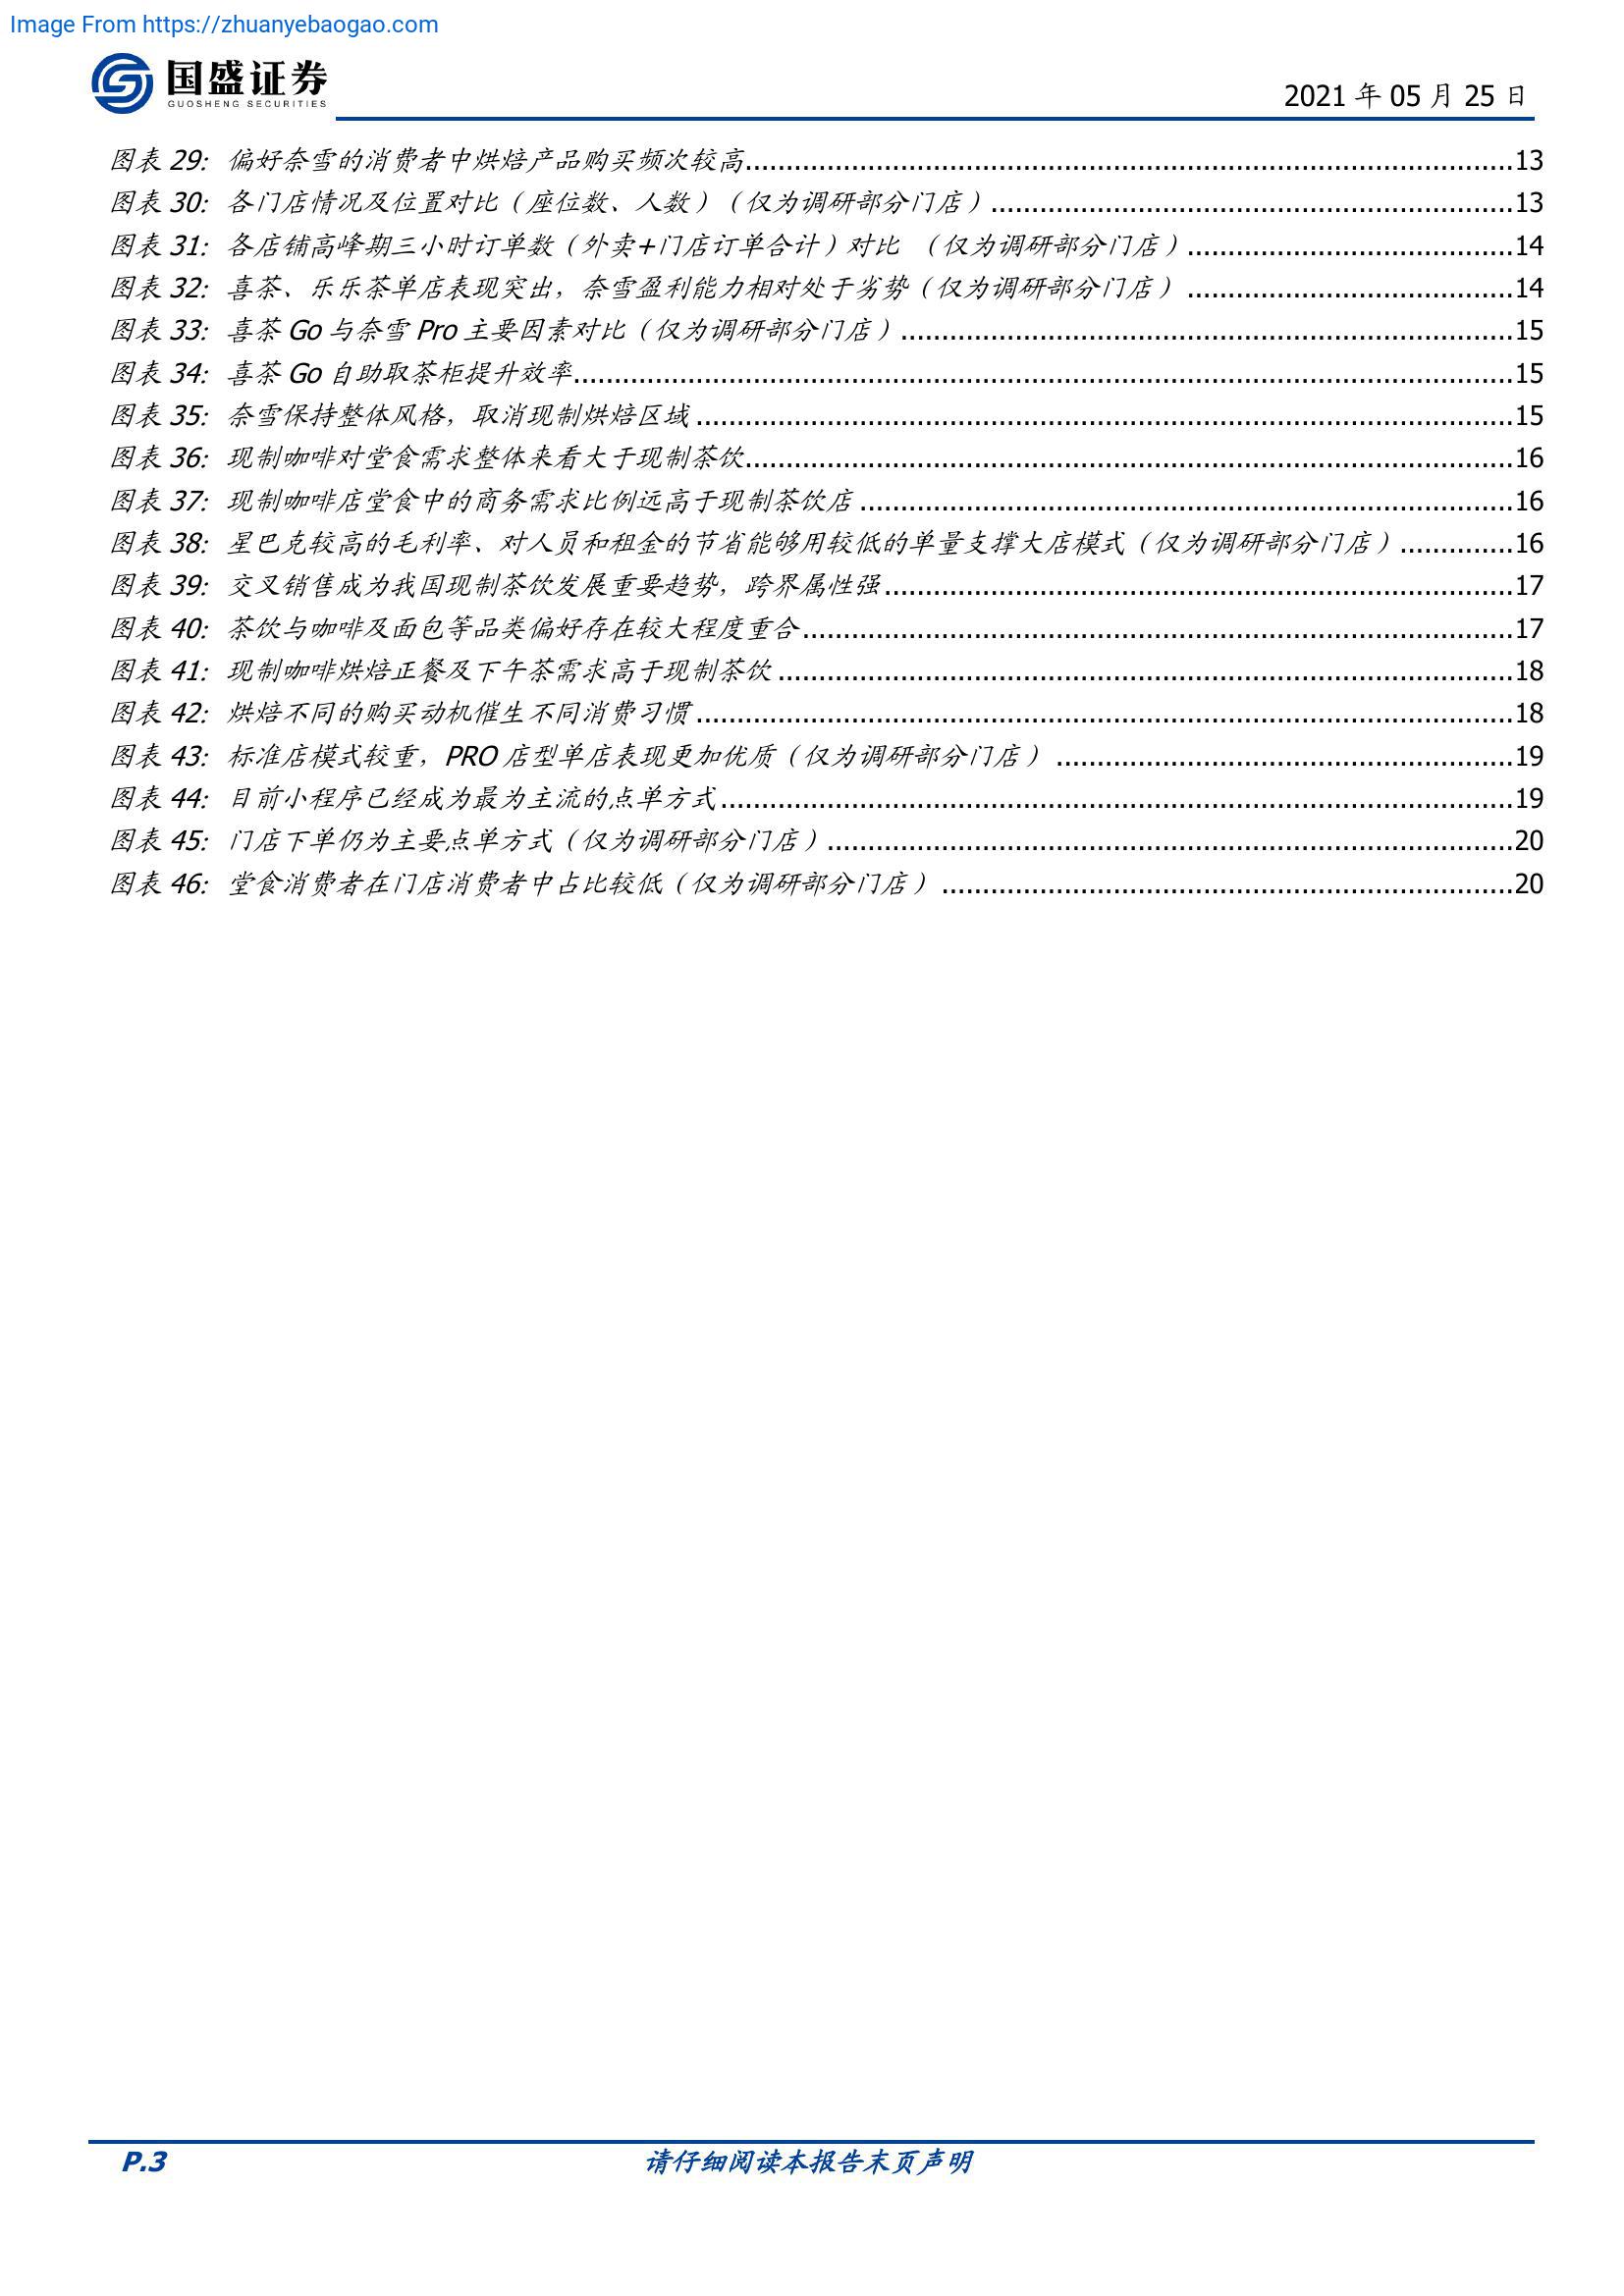 Image From https://zhuanyebaogao.com
国盛证券
GUOSHENG SECURITIES
2021 年 05 月 25 日
图表 29: 偏好奈雪的消费者中烘焙产品购买频次较高................13
图表 30: 各门店情况及位置对比（座位数、人数）（仅为调研部分门店）................13
图表 31: 各店铺高峰期三小时订单数（外卖+门店订单合计）对比 （仅为调研部分门店）................14
图表 32: 喜茶、乐乐茶单店表现突出，奈雪盈利能力相对处于劣势（仅为调研部分门店）................14
图表 33: 喜茶 Go 与奈雪 Pro 主要因素对比（仅为调研部分门店）................15
图表 34: 喜茶 Go 自助取茶柜提升效率................15
图表 35: 奈雪保持整体风格，取消现制烘焙区域................15
图表 36: 现制咖啡对堂食需求整体来看大于现制茶饮................16
图表 37: 现制咖啡店堂食中的商务需求比例远高于现制茶饮店................16
图表 38: 星巴克较高的毛利率、对人员和租金的节省能够用较低的单量支撑大店模式（仅为调研部分门店）................16
图表 39: 交叉销售成为我国现制茶饮发展重要趋势，跨界属性强................17
图表 40: 茶饮与咖啡及面包等品类偏好存在较大程度重合................17
图表 41: 现制咖啡烘焙正餐及下午茶需求高于现制茶饮................18
图表 42: 烘焙不同的购买动机催生不同消费习惯................18
图表 43: 标准店模式较重，PRO 店型单店表现更加优质（仅为调研部分门店）................19
图表 44: 目前小程序已经成为最为主流的点单方式................19
图表 45: 门店下单仍为主要点单方式（仅为调研部分门店）................20
图表 46: 堂食消费者在门店消费者中占比较低（仅为调研部分门店）................20
P.3
请仔细阅读本报告末页声明